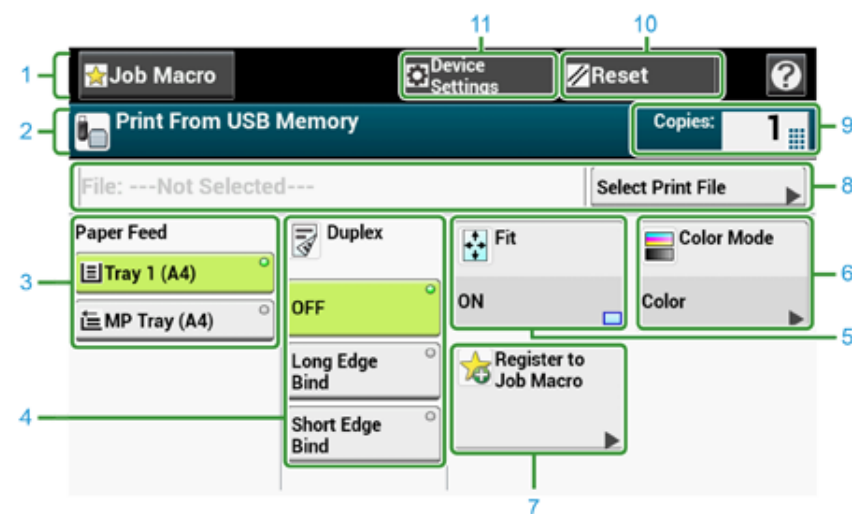 11
10
1
Job Macro
Device
Settings
Reset
?
2
Print From USB Memory
Copies:
1
9
File: ---Not Selected---
Select Print File
8
Paper Feed
Duplex
Fit
Color Mode
3
Tray 1 (A4)
6
OFF
ON
Color
MP Tray (A4)
5
Long Edge
Bind
Register to
Job Macro
4
Short Edge
Bind
7